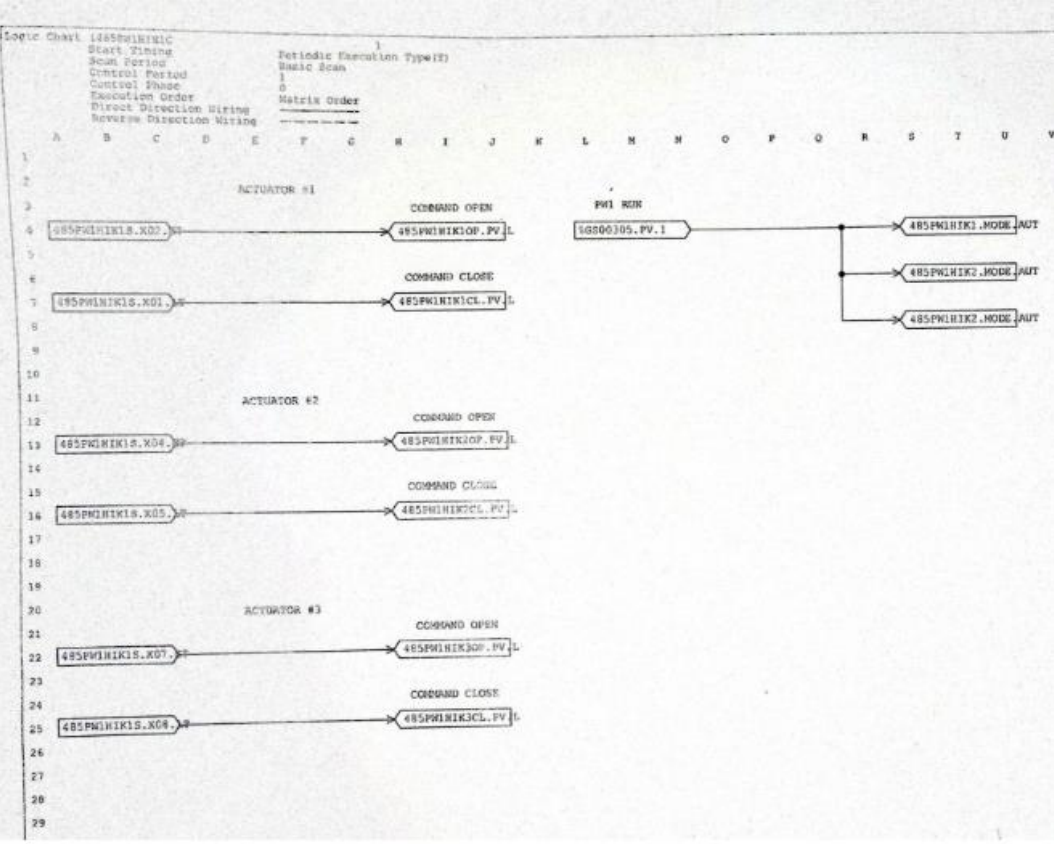 Logic Chart
Start Timing
Scan Period
Control Period
Control Phase
Execution Order
Direct Direction Wiring
Reverse Direction Wiring
1
Periodic Execution Type(T)
Basic Scan
1
0
Matrix Order
A B C D E F G H I J K L M N O P Q R S T U V
1
2
ACTUATOR #1
3
COMMAND OPEN
PW1 RUN
4
485PW1HIK1S.X02.
485PW1HIK1OP.PV.L
%GS00305.PV.1
485PW1HIK1.MODE.AUT
5
6
COMMAND CLOSE
485PW1HIK2.MODE.AUT
7
485PW1HIK1S.X01.
485PW1HIK1CL.PV.L
8
485PW1HIK2.MODE.AUT
9
10
11
ACTUATOR #2
12
COMMAND OPEN
13
485PW1HIK1S.X04.
485PW1HIK2OP.PV.L
14
15
COMMAND CLOSE
16
485PW1HIK1S.X05.
485PW1HIK2CL.PV.L
17
18
19
20
ACTUATOR #3
21
COMMAND OPEN
22
485PW1HIK1S.X07.
485PW1HIK3OP.PV.L
23
24
COMMAND CLOSE
25
485PW1HIK1S.X08.
485PW1HIK3CL.PV.L
26
27
28
29